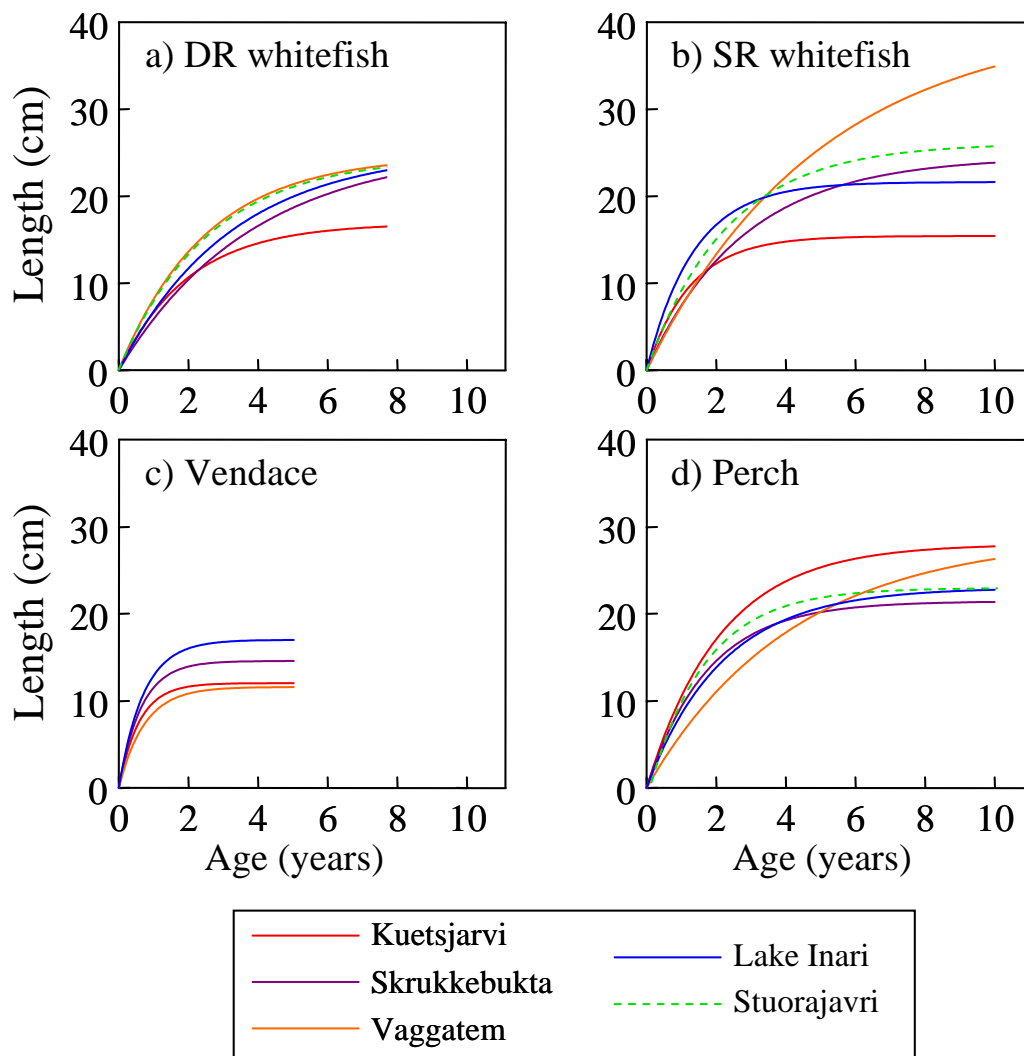 a) DR whitefish
b) SR whitefish
Length (cm)
40
30
20
10
0
0 2 4 6 8 10
40
30
20
10
0
0 2 4 6 8 10
c) Vendace
d) Perch
Length (cm)
40
30
20
10
0
0 2 4 6 8 10
Age (years)
40
30
20
10
0
0 2 4 6 8 10
Age (years)
Kuetsjarvi
Skrukkebukta
Vaggatem
Lake Inari
Stuorajavri